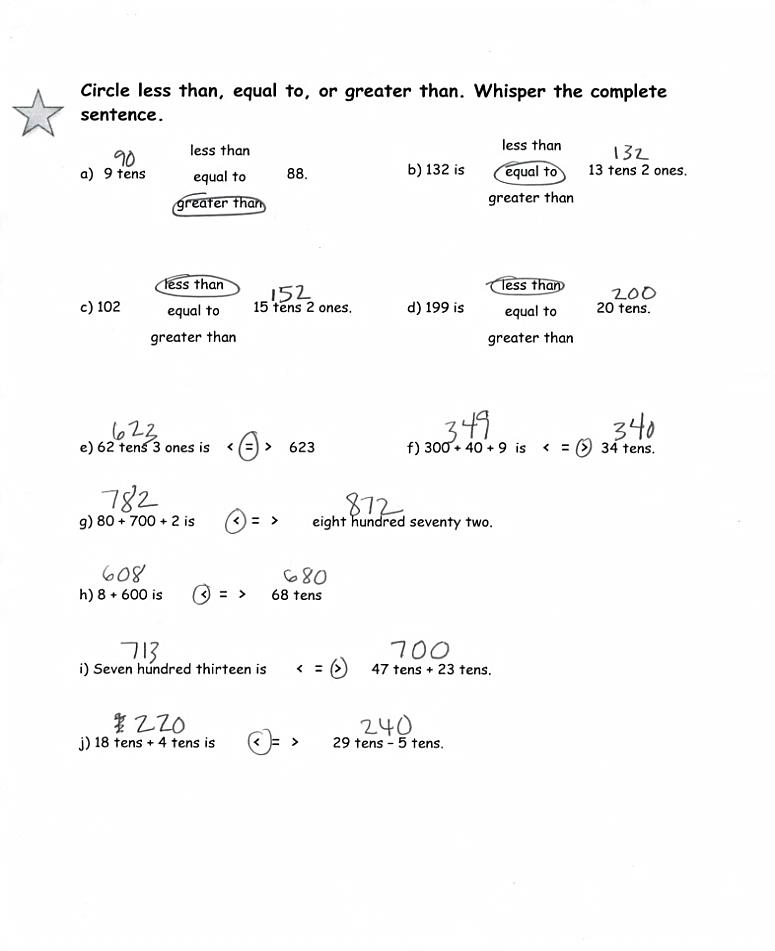 Circle less than, equal to, or greater than. Whisper the complete
sentence.
90
less than
a) 9 tens equal to 88.
greater than
less than 132
b) 132 is equal to 13 tens 2 ones.
greater than
less than 152
c) 102 equal to 15 tens 2 ones.
greater than
less than 200
d) 199 is equal to 20 tens.
greater than
623
e) 62 tens 3 ones is < = > 623
349 340
f) 300 + 40 + 9 is < = > 34 tens.
782 872
g) 80 + 700 + 2 is < = > eight hundred seventy two.
608 680
h) 8 + 600 is < = > 68 tens
713 700
i) Seven hundred thirteen is < = > 47 tens + 23 tens.
220 240
j) 18 tens + 4 tens is < = > 29 tens – 5 tens.